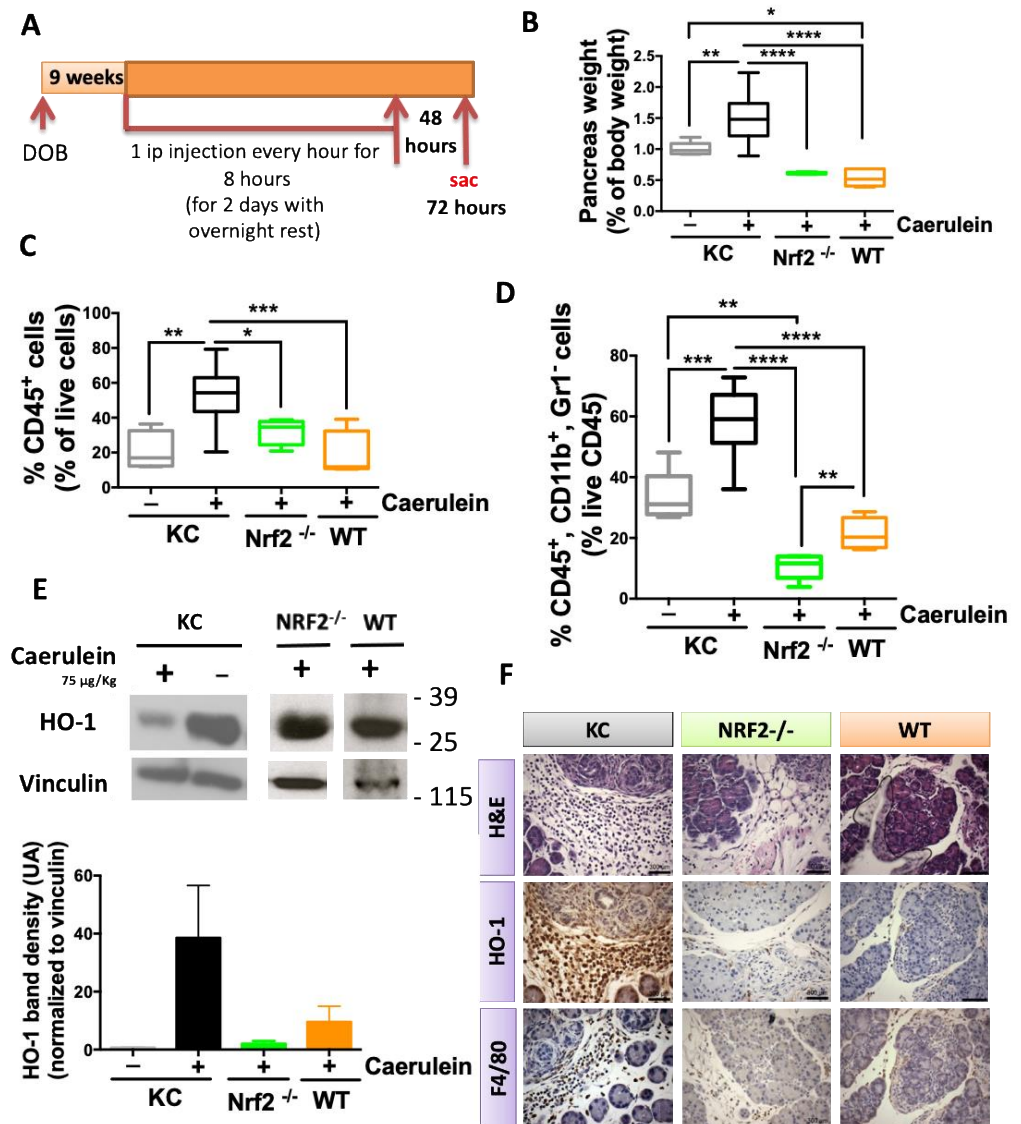 A
9 weeks
DOB
48
hours
1 ip injection every hour for
8 hours
(for 2 days with
overnight rest)
sac
72 hours
B
Pancreas weight
(% of body weight)
2.5
2.0
1.5
1.0
0.5
0.0
*
****
** ****
– + + + Caerulein
KC Nrf2 -/- WT
C
% CD45+ cells
(% of live cells)
100
80
60
40
20
0
***
** *
– + + + Caerulein
KC Nrf2 -/- WT
D
% CD45+, CD11b+, Gr1- cells
(% live CD45)
80
60
40
20
0
**
****
*** ****
**
– + + + Caerulein
KC Nrf2 -/- WT
E
KC NRF2-/- WT
Caerulein + – + +
75 µg/Kg
HO-1
- 39
- 25
Vinculin
- 115
HO-1 band density (UA)
(normalized to vinculin)
60
40
20
0
– + + + Caerulein
KC Nrf2 -/- WT
F
KC NRF2-/- WT
H&E
HO-1
F4/80